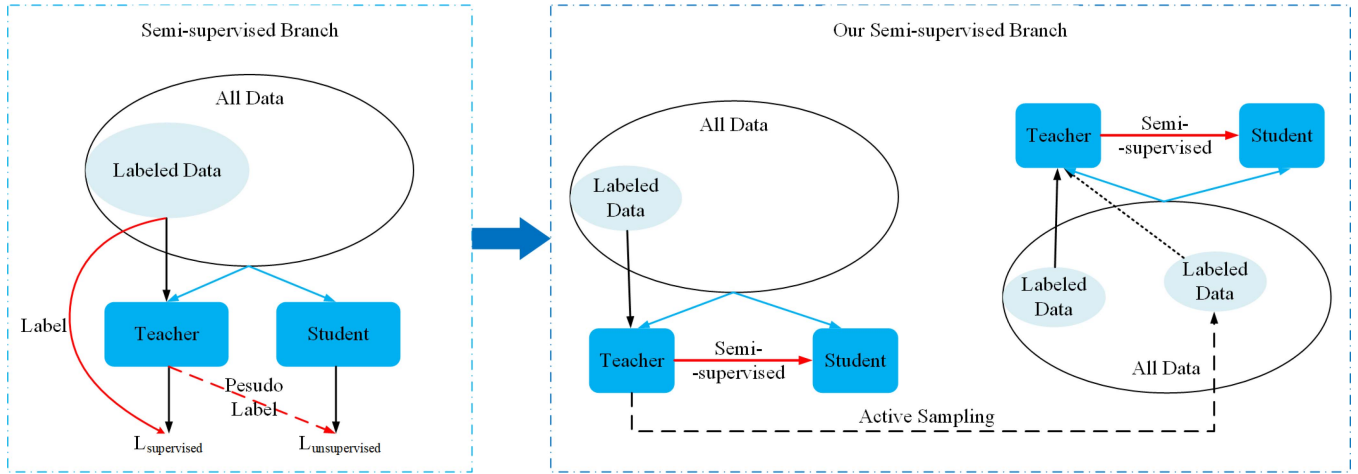 Semi-supervised Branch
All Data
Labeled Data
Label
Teacher
Student
Pesudo
Label
Lsupervised
Lunsupervised
Our Semi-supervised Branch
All Data
Labeled
Data
Teacher
Semi-
-supervised
Student
Active Sampling
Teacher
Semi-
-supervised
Student
Labeled
Data
Labeled
Data
All Data